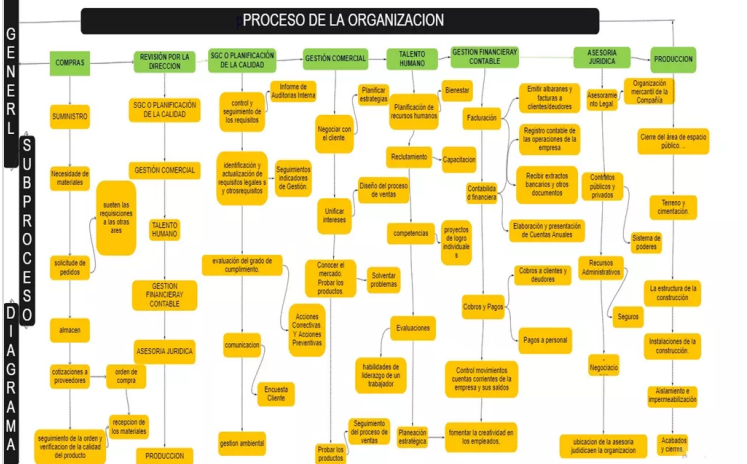 PROCESO DE LA ORGANIZACION
GENERL
SUBPROCESO
DIAGRAMA
COMPRAS
SUMINISTRO
Necesidade de
materiales
sueten las
requisiciones
a las otras
ares
solicitud de
pedidos
almacen
cotizaciones a
proveedores
orden de
compra
recepcion de
los materiales
seguimiento de la orden y
verificacion de la calidad
del producto
REVISIÓN POR LA
DIRECCION
SGC O PLANIFICACIÓN
DE LA CALIDAD
GESTIÓN COMERCIAL
TALENTO
HUMANO
GESTION
FINANCIERAY
CONTABLE
ASESORIA JURIDICA
PRODUCCION
SGC O PLANIFICACIÓN
DE LA CALIDAD
Informe de
Auditorias Interna
control y
seguimiento de
los requisitos
identificación y
actualización de
requisitos legales s
y otrosrequisitos
Seguimientos
indicadores
de Gestión.
evaluación del grado de
cumplimiento.
Acciones
Conectivas
Y Acciones
Preventivas
comunicacion
Encuesta
Cliente
gestion ambiental
GESTIÓN COMERCIAL
Planificar
estrategias
Negociar con
el cliente.
Diseño del proceso
de ventas
Unificar
intereses
Conocer el
mercado.
Probar los
productos.
Solventar
problemas
Seguimiento
del proceso de
ventas
Probar los
productos
TALENTO
HUMANO
Bienestar
Planificación de
recursos humanos
Reclutamiento
Capacitacion
competencias
proyectos
de logro
individuale
s
Evaluaciones
habilidades de
liderazgo de un
trabajador
Planeación
estratégica
GESTION FINANCIERAY
CONTABLE
Emitir albaranes y
facturas a
clientes/deudores
Facturación
Registro contable de
las operaciones de la
empresa
Recibir extractos
bancarios y otros
documentos
Contabilida
d financiera
Elaboración y presentación
de Cuentas Anuales
Cobros a clientes y
deudores
Cobros y Pagos
Pagos a personal
Control movimientos
cuentas corrientes de la
empresa y sus saldos
fomentar la creatividad en
los empleados,
ASESORIA
JURIDICA
Organización
mercantil de la
Compañía
Asesoramie
nto Legal
Contratos
públicos y
privados
Sistema de
poderes
Recursos
Administrativos
Seguros
Negociació
ubicacion de la asesoria
juridicaen la organizacion
PRODUCCION
Cierre del área de espacio
público. .
Terreno y
cimentación.
La estructura de la
construcción
Instalaciones de la
construcción.
Aislamiento e
impermeabilización
Acabados
y cierres.